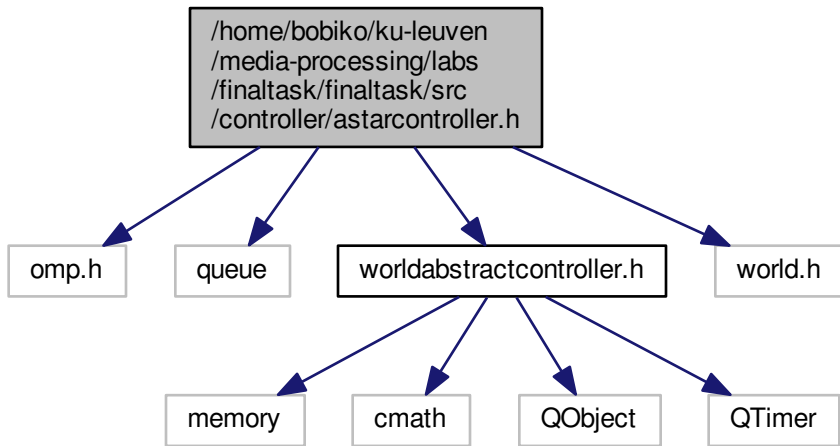 /home/bobiko/ku-leuven
/media-processing/labs
/finaltask/finaltask/src
/controller/astarcontroller.h
omp.h
queue
worldabstractcontroller.h
world.h
memory
cmath
QObject
QTimer